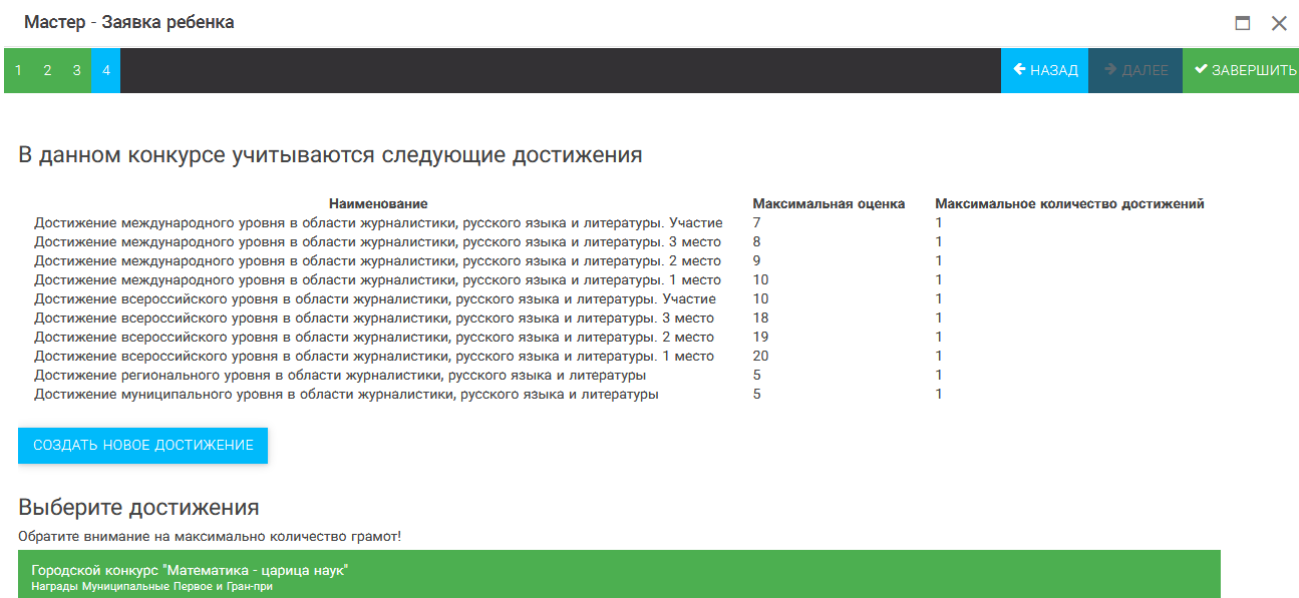 Мастер - Заявка ребенка
1 2 3 4 НАЗАД ДАЛЕЕ ЗАВЕРШИТЬ
В данном конкурсе учитываются следующие достижения
Наименование Максимальная оценка Максимальное количество достижений
Достижение международного уровня в области журналистики, русского языка и литературы. Участие 7 1
Достижение международного уровня в области журналистики, русского языка и литературы. 3 место 8 1
Достижение международного уровня в области журналистики, русского языка и литературы. 2 место 9 1
Достижение международного уровня в области журналистики, русского языка и литературы. 1 место 10 1
Достижение всероссийского уровня в области журналистики, русского языка и литературы. Участие 10 1
Достижение всероссийского уровня в области журналистики, русского языка и литературы. 3 место 18 1
Достижение всероссийского уровня в области журналистики, русского языка и литературы. 2 место 19 1
Достижение всероссийского уровня в области журналистики, русского языка и литературы. 1 место 20 1
Достижение регионального уровня в области журналистики, русского языка и литературы 5 1
Достижение муниципального уровня в области журналистики, русского языка и литературы 5 1
СОЗДАТЬ НОВОЕ ДОСТИЖЕНИЕ
Выберите достижения
Обратите внимание на максимально количество грамот!
Городской конкурс "Математика - царица наук"
Награды Муниципальные Первое и Гран-при